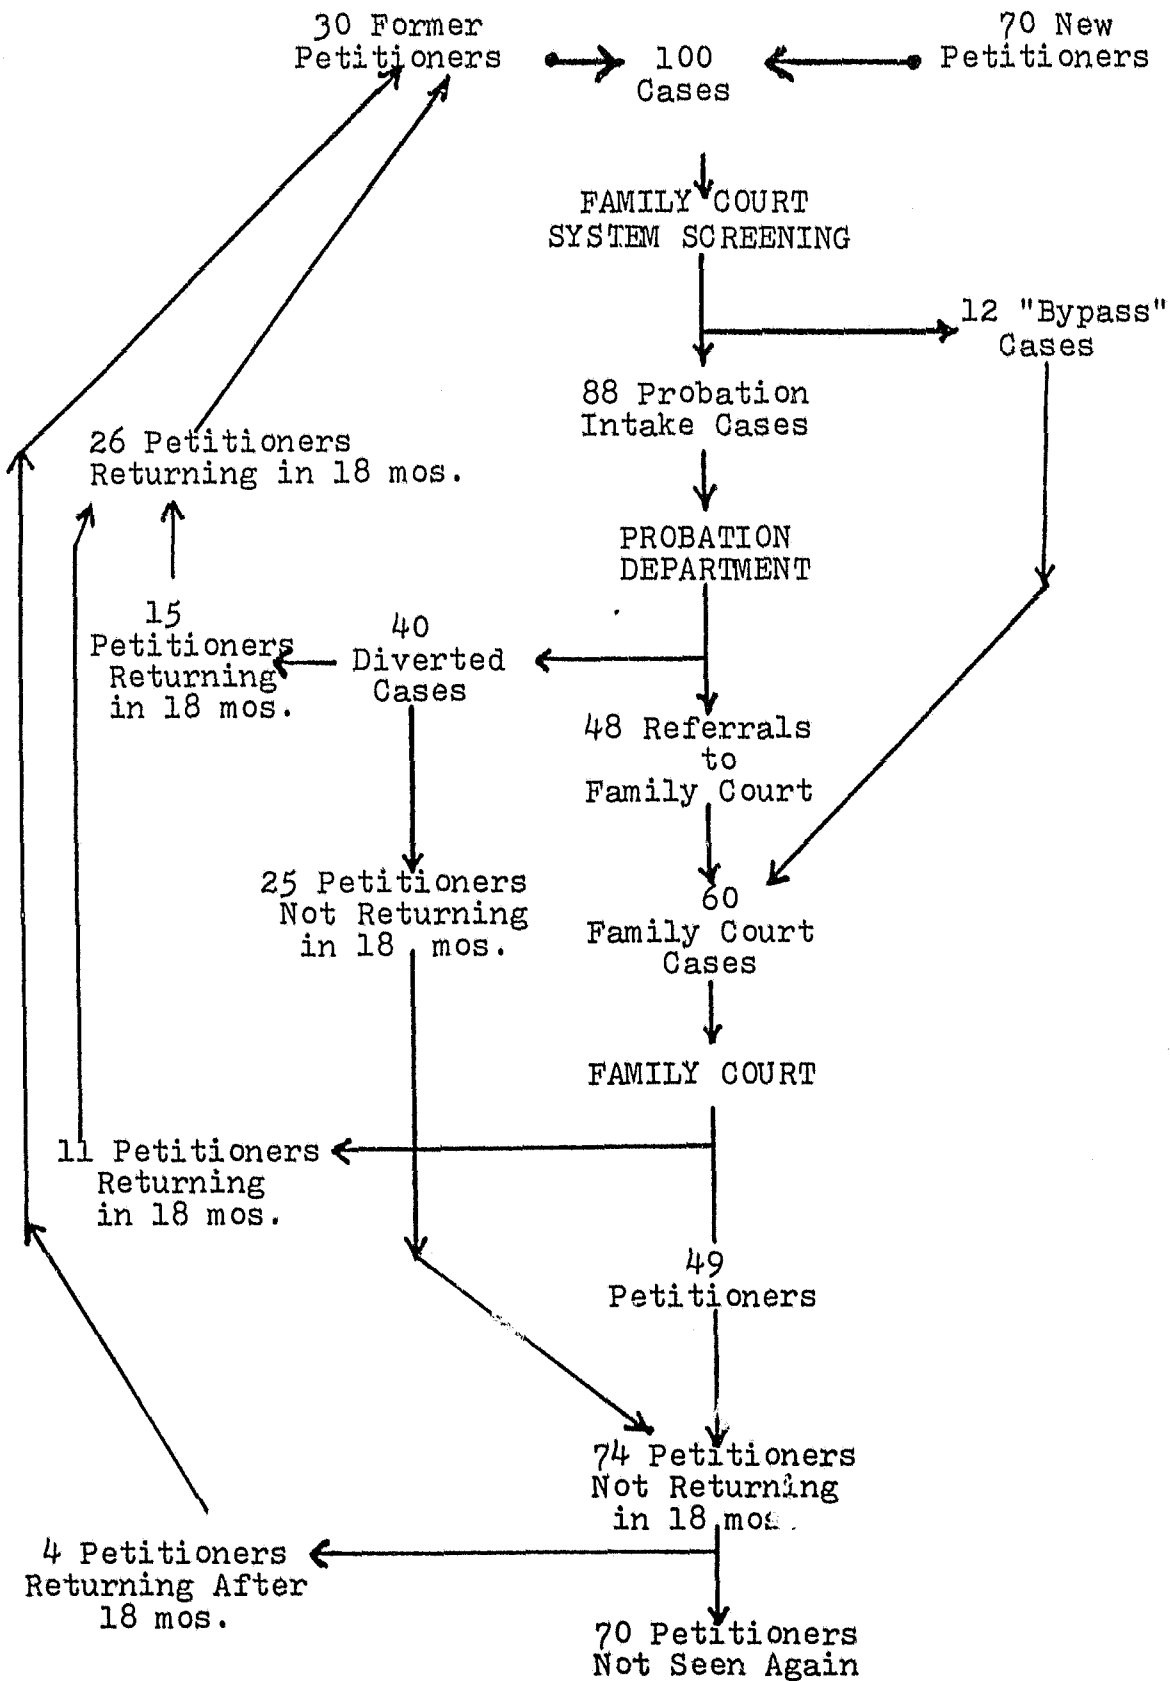 30 Former
Petitioners
100
Cases
70 New
Petitioners
FAMILY COURT
SYSTEM SCREENING
12 "Bypass"
Cases
88 Probation
Intake Cases
26 Petitioners
Returning in 18 mos.
PROBATION
DEPARTMENT
15
Petitioners
Returning
in 18 mos.
40
Diverted
Cases
48 Referrals
to
Family Court
25 Petitioners
Not Returning
in 18 mos.
60
Family Court
Cases
FAMILY COURT
11 Petitioners
Returning
in 18 mos.
49
Petitioners
74 Petitioners
Not Returning
in 18 mos.
4 Petitioners
Returning After
18 mos.
70 Petitioners
Not Seen Again